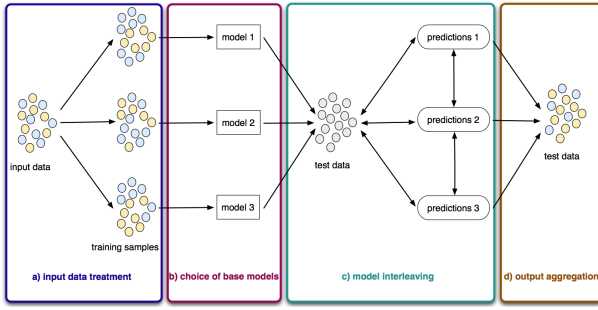 input data
training samples
a) input data treatment
model 1
model 2
model 3
b) choice of base models
test data
predictions 1
predictions 2
predictions 3
c) model interleaving
test data
d) output aggregation